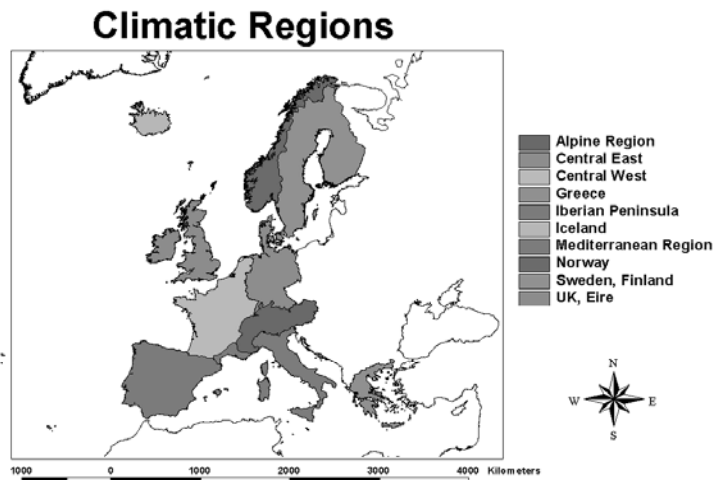 Climatic Regions
Alpine Region
Central East
Central West
Greece
Iberian Peninsula
Iceland
Mediterranean Region
Norway
Sweden, Finland
UK, Eire
N
W E
S
1000 0 1000 2000 3000 4000 Kilometers